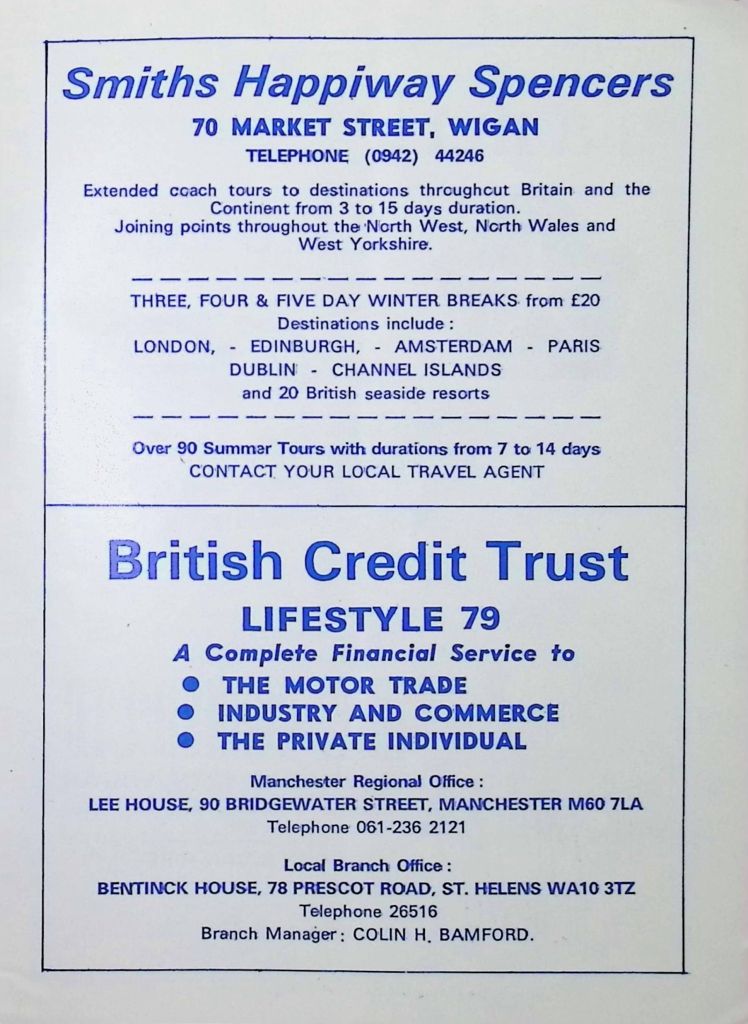 Smiths Happiway Spencers
70 MARKET STREET, WIGAN
TELEPHONE (0942) 44246
Extended coach tours to destinations throughout Britain and the
Continent from 3 to 15 days duration.
Joining points throughout the North West, North Wales and
West Yorkshire.
THREE, FOUR & FIVE DAY WINTER BREAKS from £20
Destinations include :
LONDON, - EDINBURGH, - AMSTERDAM - PARIS
DUBLIN - CHANNEL ISLANDS
and 20 British seaside resorts
Over 90 Summer Tours with durations from 7 to 14 days
CONTACT YOUR LOCAL TRAVEL AGENT
British Credit Trust
LIFESTYLE 79
A Complete Financial Service to
● THE MOTOR TRADE
● INDUSTRY AND COMMERCE
● THE PRIVATE INDIVIDUAL
Manchester Regional Office :
LEE HOUSE, 90 BRIDGEWATER STREET, MANCHESTER M60 7LA
Telephone 061-236 2121
Local Branch Office :
BENTINCK HOUSE, 78 PRESCOT ROAD, ST. HELENS WA10 3TZ
Telephone 26516
Branch Manager : COLIN H. BAMFORD.